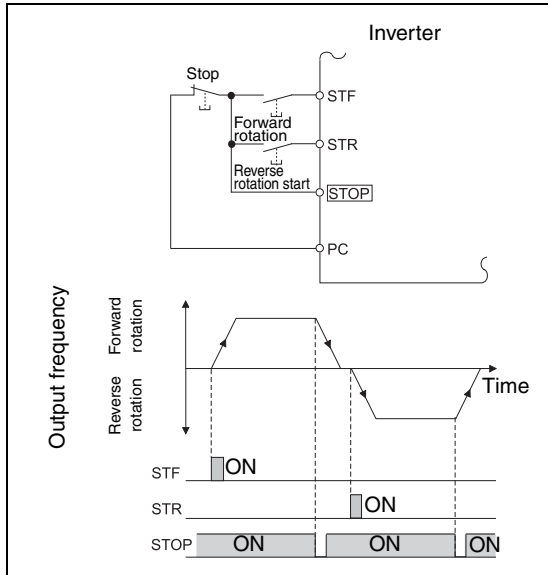 Inverter
Stop
STF
Forward
rotation
STR
Reverse
rotation start
STOP
PC
Output frequency
Forward
rotation
Reverse
rotation
Time
STF
ON
STR
ON
STOP
ON
ON
ON